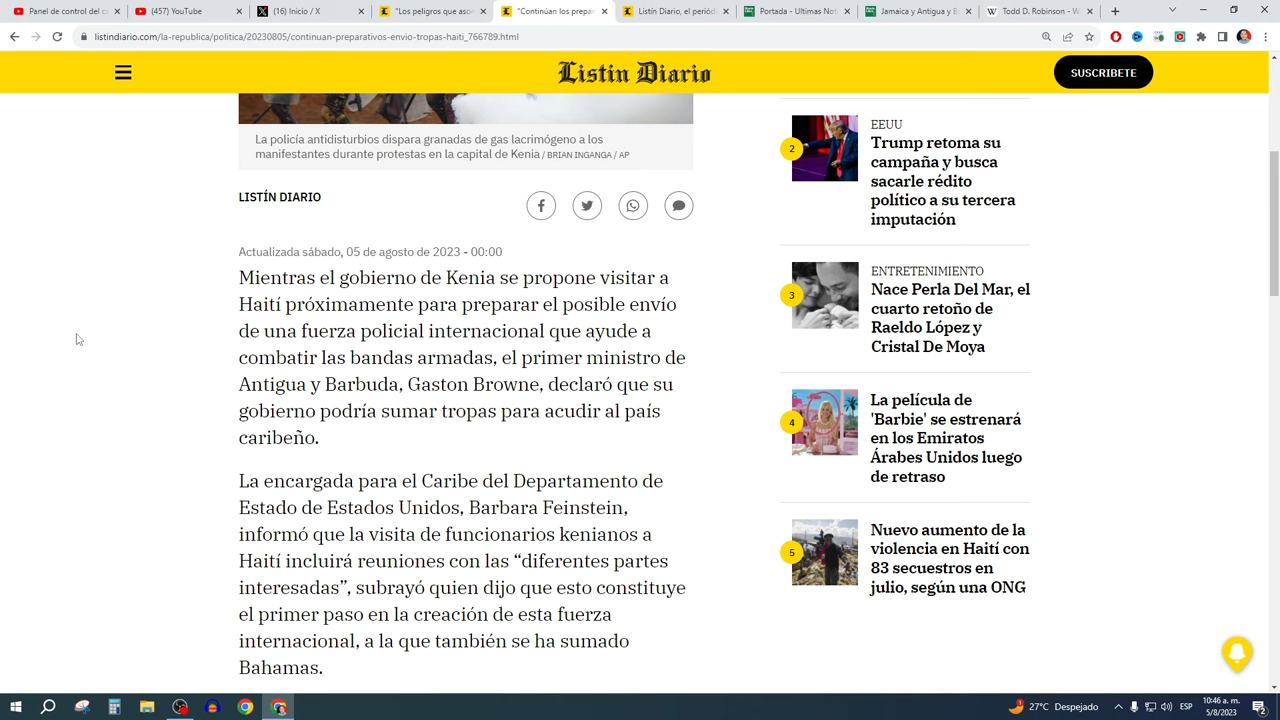 Panel de control del ca
(457) YouTube
(16) Inicio / X
"Los peligros que aso
"Continúan los prepa
Listín Diario, el periód
Portada - Ultimas Not
Jamaica y Antigua y B
Todd D. Robinson - W
listindiario.com/la-republica/politica/20230805/continuan-preparativos-envio-tropas-haiti_766789.html
Listin Diario
SUSCRIBETE
La policía antidisturbios dispara granadas de gas lacrimógeno a los
manifestantes durante protestas en la capital de Kenia / BRIAN INGANGA / AP
LISTÍN DIARIO
Actualizada sábado, 05 de agosto de 2023 - 00:00
Mientras el gobierno de Kenia se propone visitar a
Haití próximamente para preparar el posible envío
de una fuerza policial internacional que ayude a
combatir las bandas armadas, el primer ministro de
Antigua y Barbuda, Gaston Browne, declaró que su
gobierno podría sumar tropas para acudir al país
caribeño.
La encargada para el Caribe del Departamento de
Estado de Estados Unidos, Barbara Feinstein,
informó que la visita de funcionarios kenianos a
Haití incluirá reuniones con las “diferentes partes
interesadas”, subrayó quien dijo que esto constituye
el primer paso en la creación de esta fuerza
internacional, a la que también se ha sumado
Bahamas.
2
EEUU
Trump retoma su
campaña y busca
sacarle rédito
político a su tercera
imputación
3
ENTRETENIMIENTO
Nace Perla Del Mar, el
cuarto retoño de
Raeldo López y
Cristal De Moya
4
La película de
'Barbie' se estrenará
en los Emiratos
Árabes Unidos luego
de retraso
5
Nuevo aumento de la
violencia en Haití con
83 secuestros en
julio, según una ONG
27°C Despejado
ESP
10:46 a. m.
5/8/2023
2